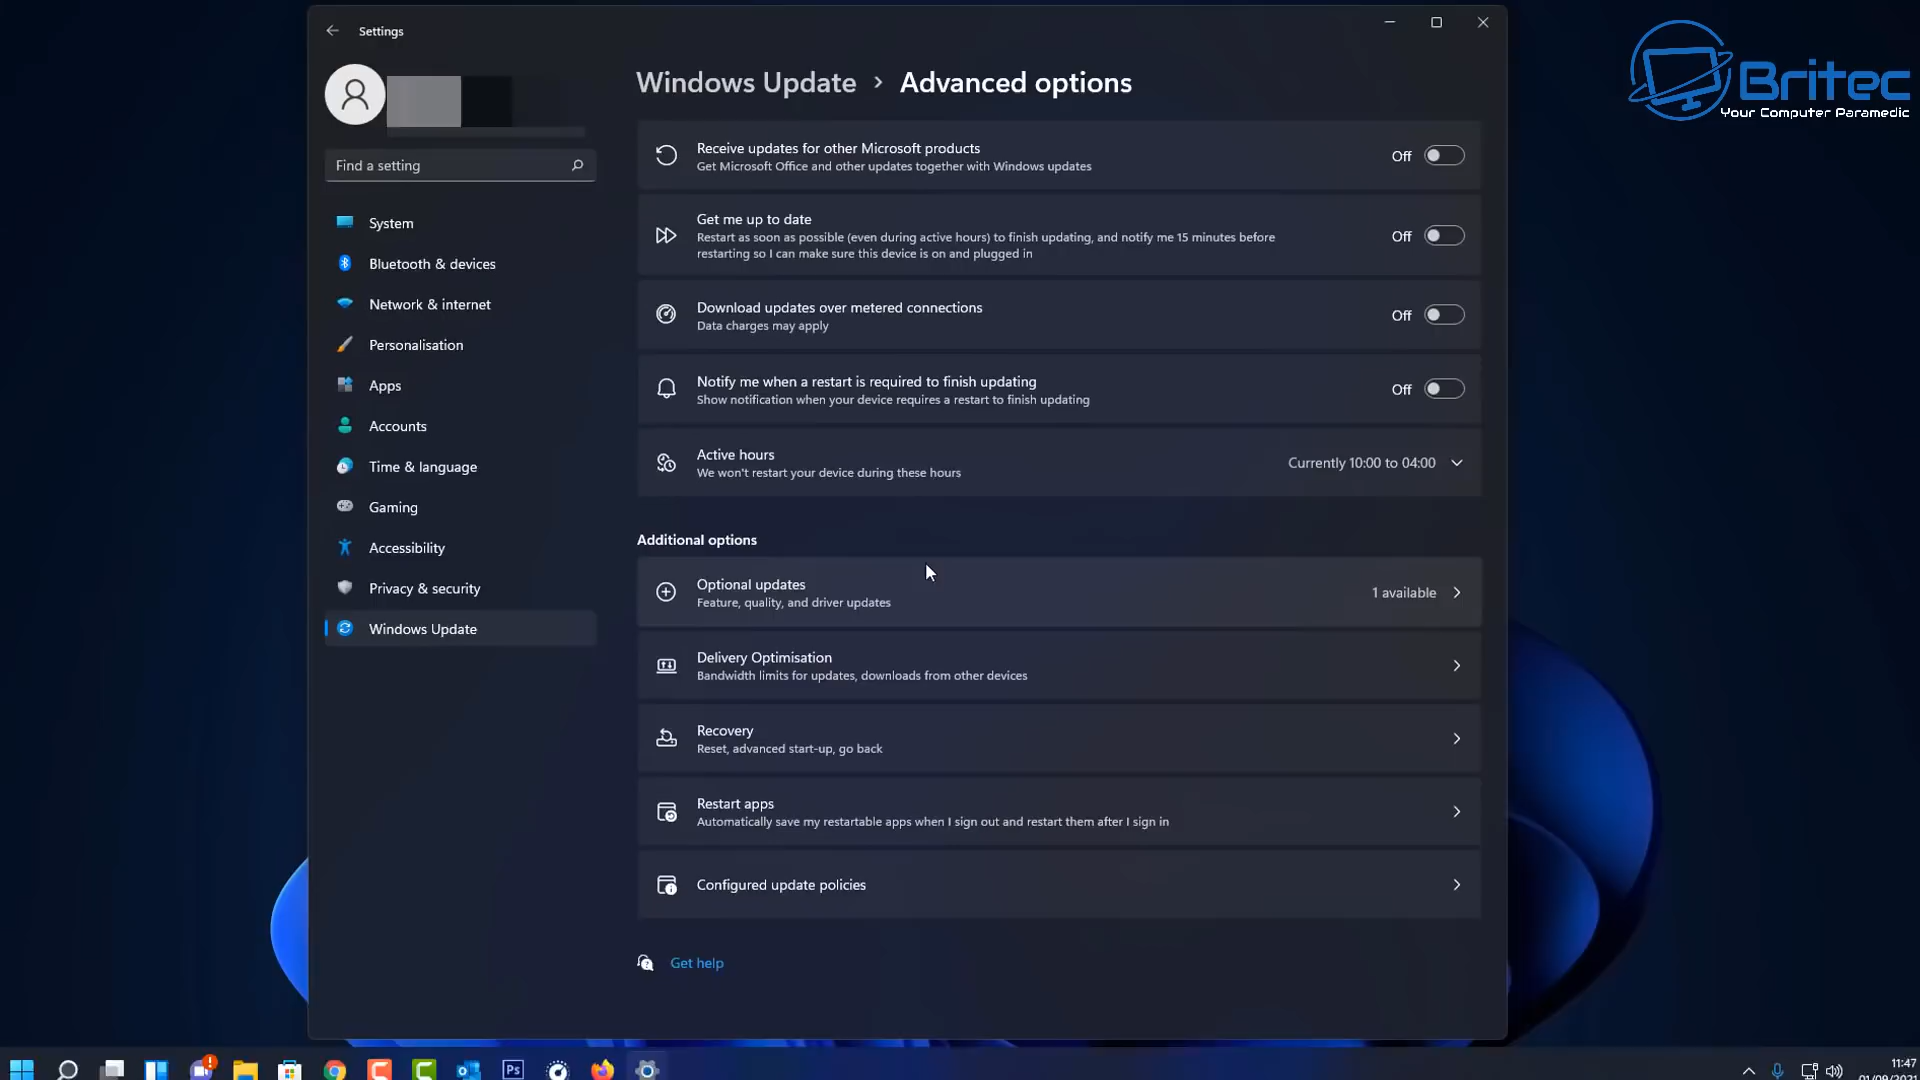 Settings
Britec
Your Computer Paramedic
Windows Update > Advanced options
Find a setting
System
Bluetooth & devices
Network & internet
Personalisation
Apps
Accounts
Time & language
Gaming
Accessibility
Privacy & security
Windows Update
Receive updates for other Microsoft products
Get Microsoft Office and other updates together with Windows updates
Off
Get me up to date
Restart as soon as possible (even during active hours) to finish updating, and notify me 15 minutes before
restarting so I can make sure this device is on and plugged in
Off
Download updates over metered connections
Data charges may apply
Off
Notify me when a restart is required to finish updating
Show notification when your device requires a restart to finish updating
Off
Active hours
We won't restart your device during these hours
Currently 10:00 to 04:00
Additional options
Optional updates
Feature, quality, and driver updates
1 available
Delivery Optimisation
Bandwidth limits for updates, downloads from other devices
Recovery
Reset, advanced start-up, go back
Restart apps
Automatically save my restartable apps when I sign out and restart them after I sign in
Configured update policies
Get help
Ps
11:47
01/09/2021